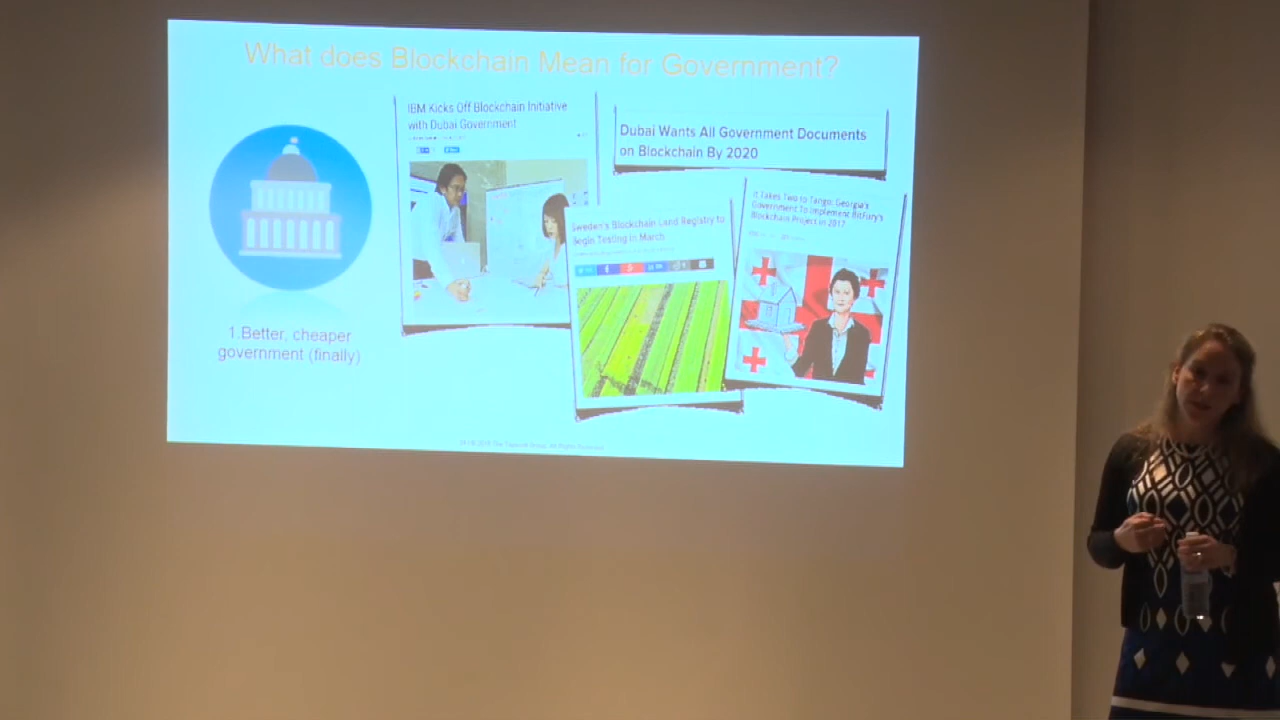 What does Blockchain Mean for Government?
IBM Kicks Off Blockchain Initiative
with Dubai Government
Dubai Wants All Government Documents
on Blockchain By 2020
It Takes Two to Tango: Georgia's
Government To Implement BitFury's
Blockchain Project in 2017
Sweden's Blockchain Land Registry to
Begin Testing in March
1.Better, cheaper
government (finally)